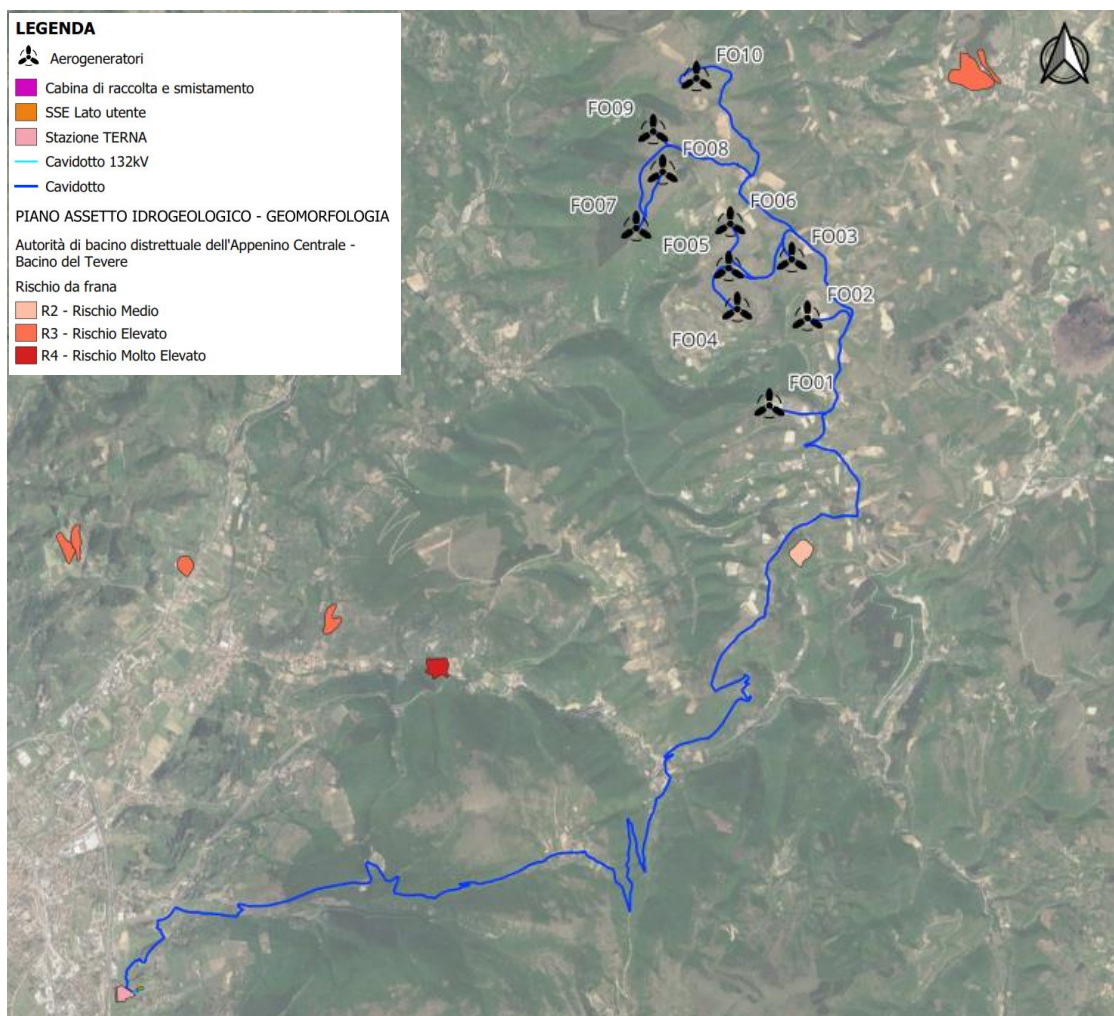 LEGENDA
Aerogeneratori
Cabina di raccolta e smistamento
SSE Lato utente
Stazione TERNA
Cavidotto 132kV
Cavidotto
PIANO ASSETTO IDROGEOLOGICO - GEOMORFOLOGIA
Autorità di bacino distrettuale dell'Appenino Centrale -
Bacino del Tevere
Rischio da frana
R2 - Rischio Medio
R3 - Rischio Elevato
R4 - Rischio Molto Elevato
FO10
FO09
FO08
FO07
FO06
FO05
FO03
FO02
FO04
FO01